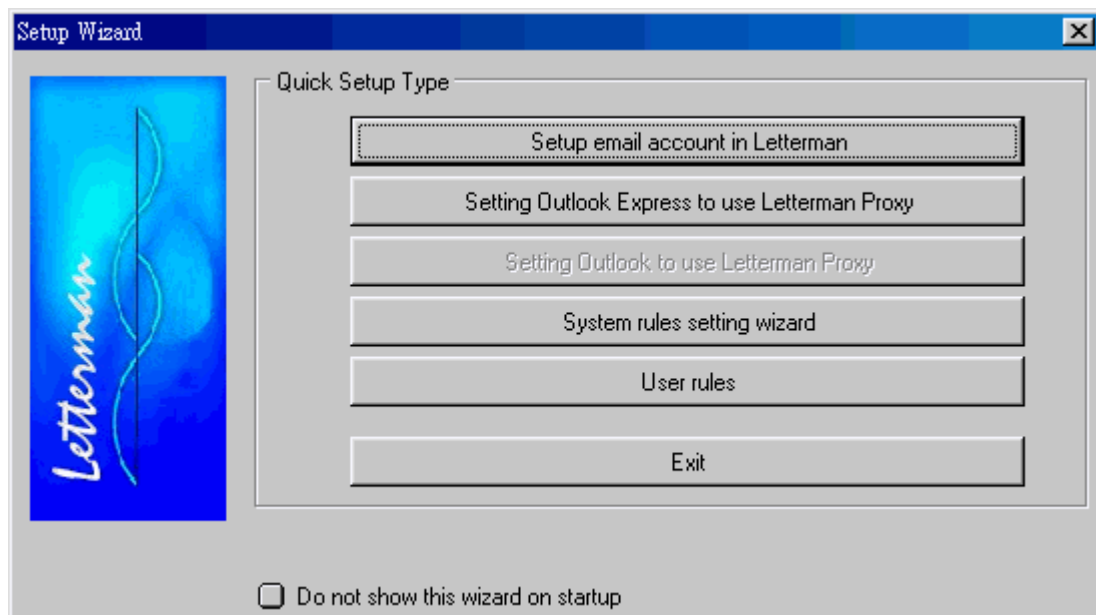 Setup Wizard
Quick Setup Type
Setup email account in Letterman
Setting Outlook Express to use Letterman Proxy
Setting Outlook to use Letterman Proxy
System rules setting wizard
User rules
Exit
Letterman
Do not show this wizard on startup